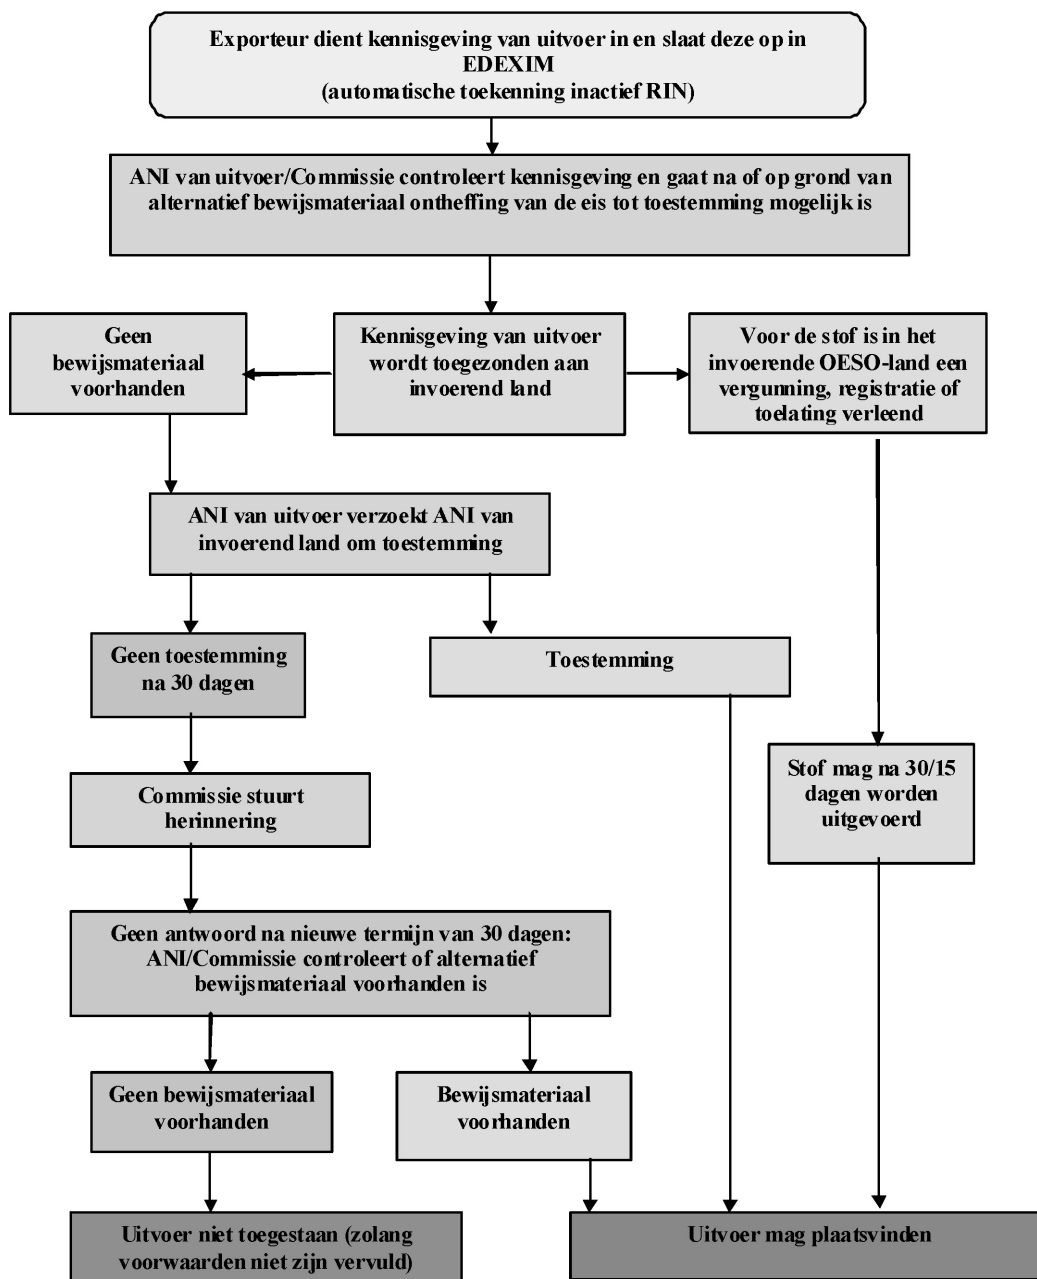 Exporteur dient kennisgeving van uitvoer in en slaat deze op in
EDEXIM
(automatische toekenning inactief RIN)
ANI van uitvoer/Commissie controleert kennisgeving en gaat na of op grond van
alternatief bewijsmateriaal ontheffing van de eis tot toestemming mogelijk is
Geen
bewijsmateriaal
voorhanden
Kennisgeving van uitvoer
wordt toegezonden aan
invoerend land
Voor de stof is in het
invoerende OESO-land een
vergunning, registratie of
toelating verleend
ANI van uitvoer verzoekt ANI van
invoerend land om toestemming
Geen toestemming
na 30 dagen
Toestemming
Stof mag na 30/15
dagen worden
uitgevoerd
Commissie stuurt
herinnering
Geen antwoord na nieuwe termijn van 30 dagen:
ANI/Commissie controleert of alternatief
bewijsmateriaal voorhanden is
Geen bewijsmateriaal
voorhanden
Bewijsmateriaal
voorhanden
Uitvoer niet toegestaan (zolang
voorwaarden niet zijn vervuld)
Uitvoer mag plaatsvinden